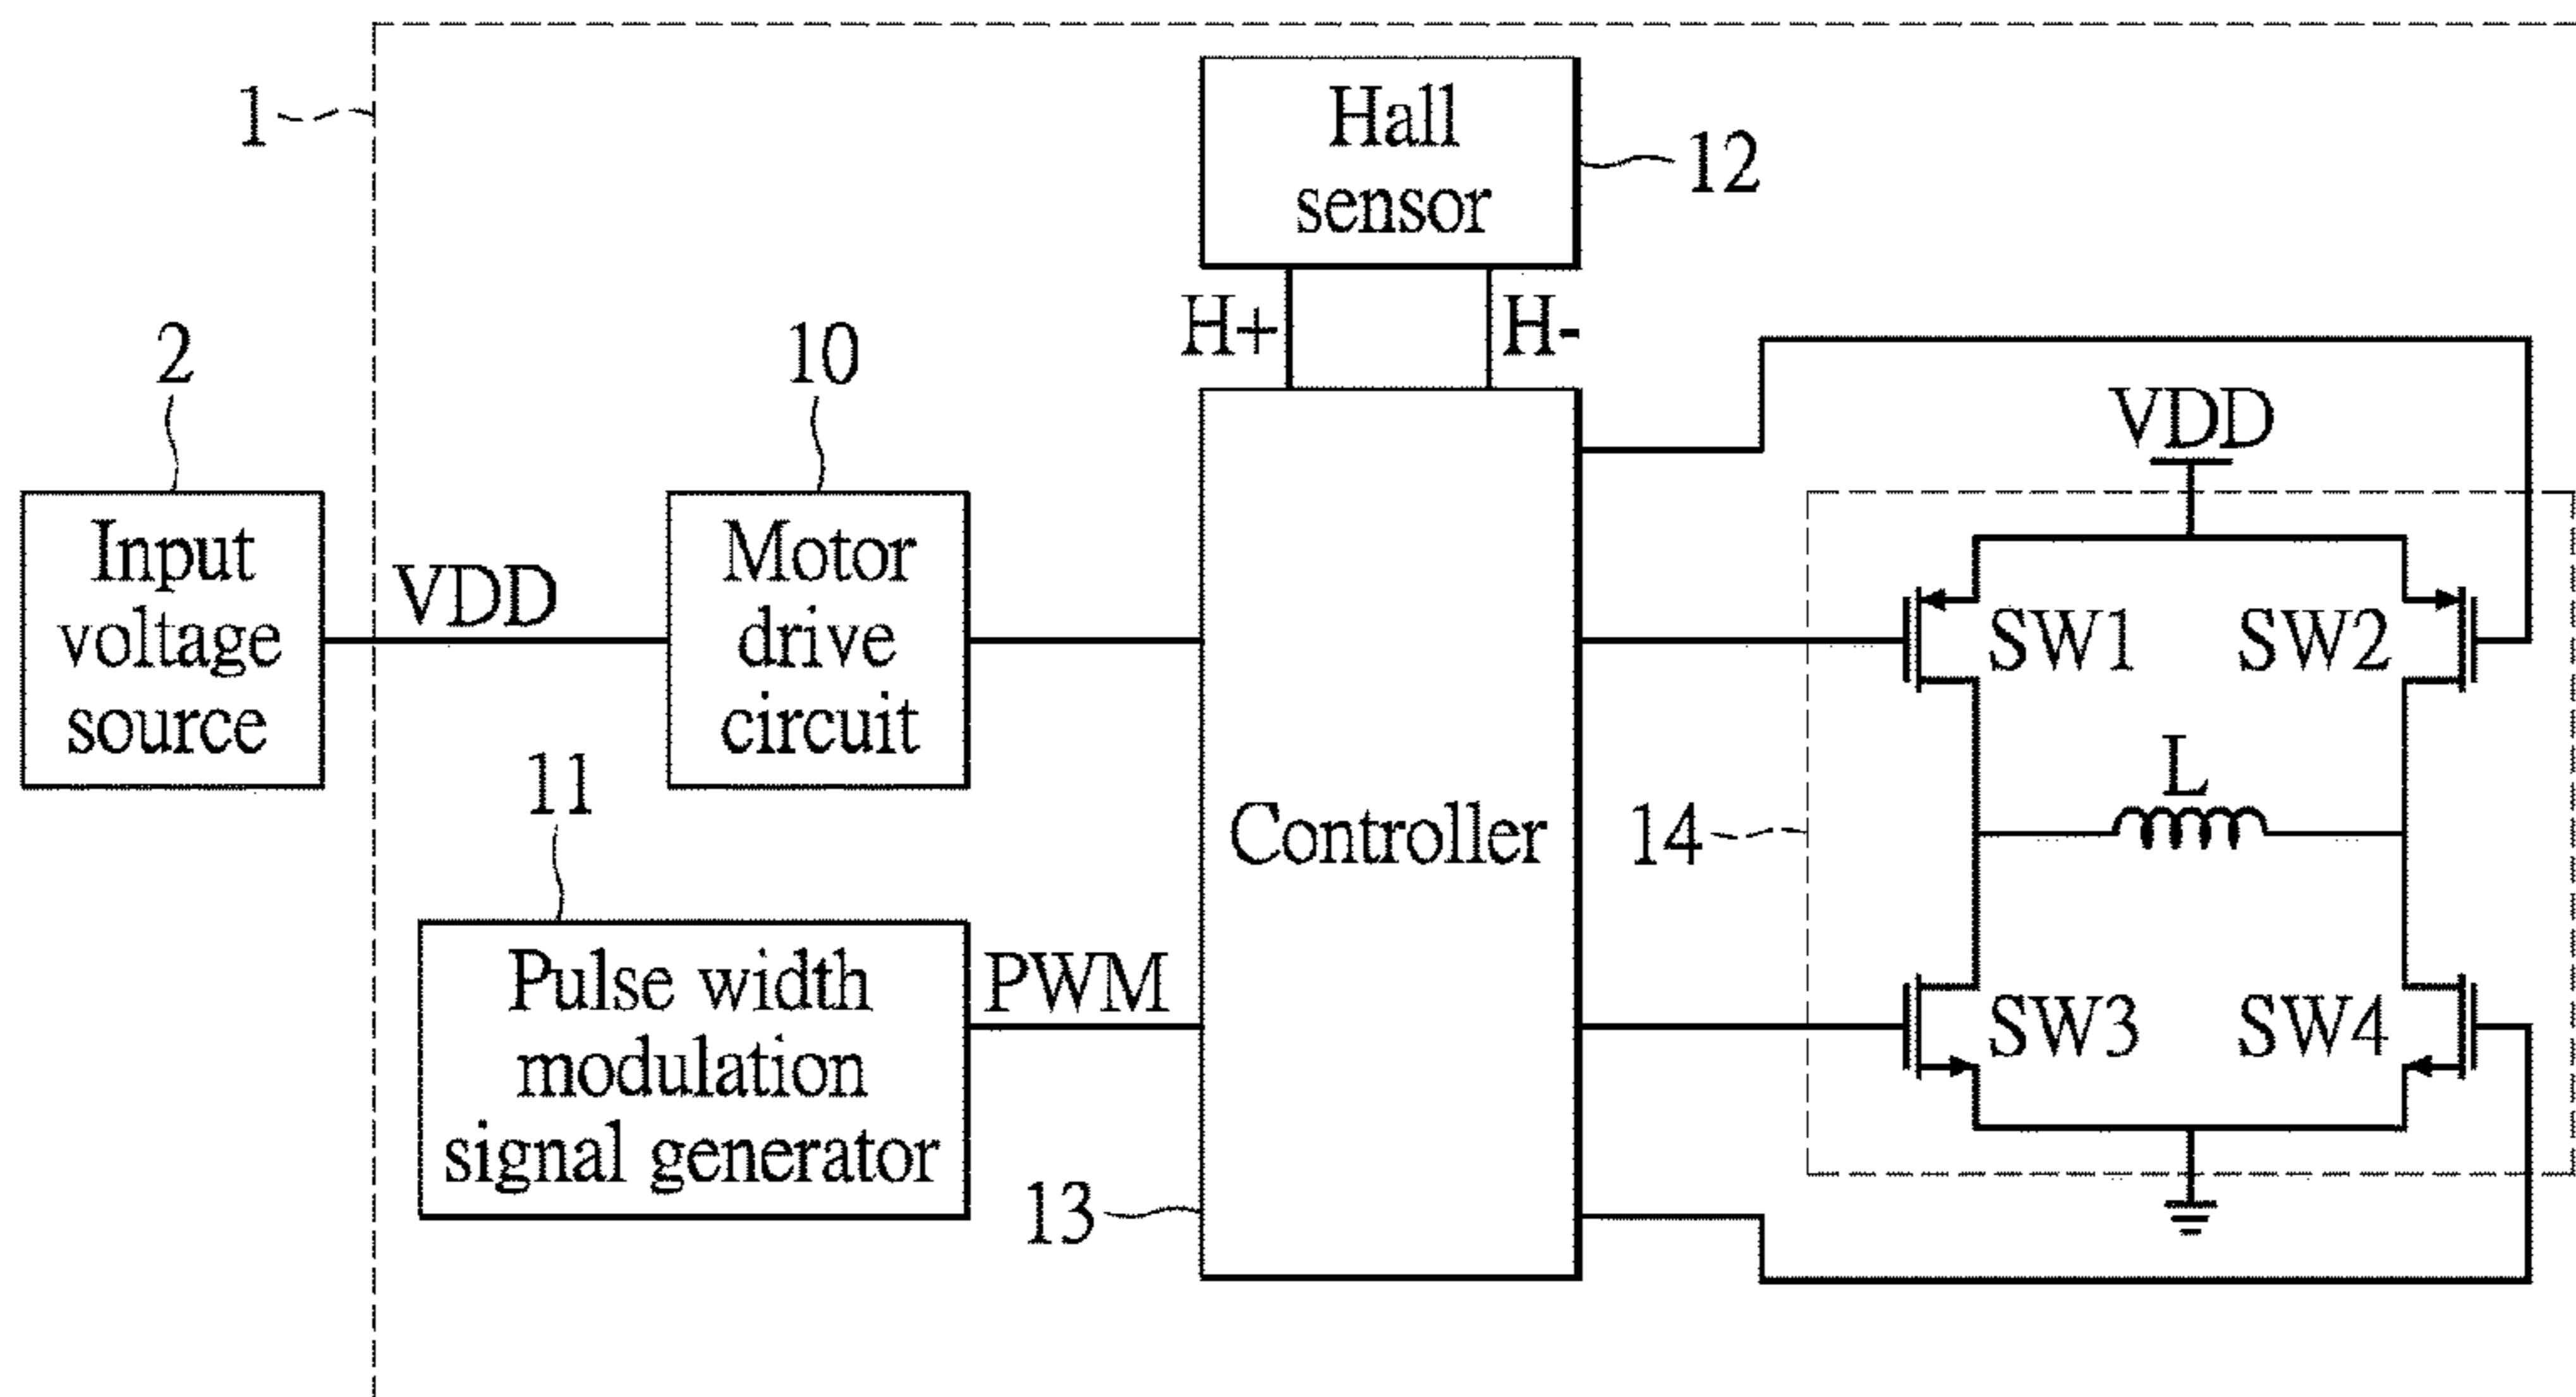 1
Hall
sensor
12
H+
H-
2
10
VDD
Input
voltage
source
VDD
Motor
drive
circuit
SW1
SW2
11
L
14
Controller
Pulse width
modulation
signal generator
PWM
SW3
SW4
13